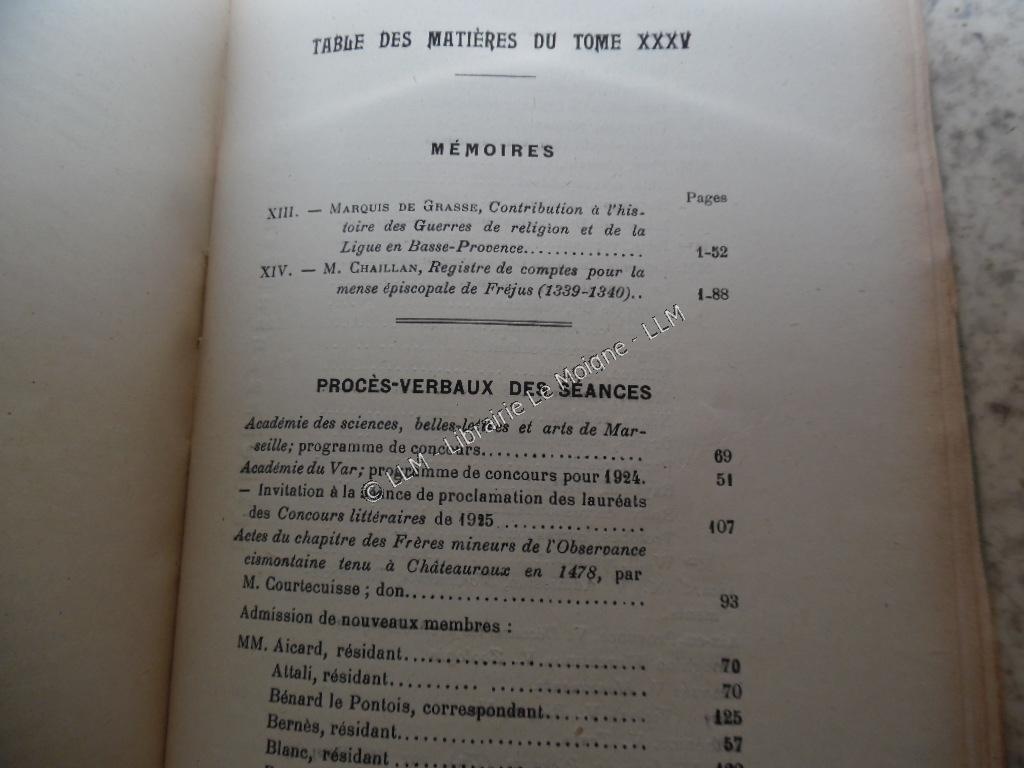 TABLE DES MATIÈRES DU TOME XXXV
MÉMOIRES
Pages
XIII. — MARQUIS DE GRASSE, Contribution à l'his-
toire des Guerres de religion et de la
Ligue en Basse-Provence............... 1-52
XIV. — M. CHAILLAN, Registre de comptes pour la
mense épiscopale de Fréjus (1339-1340).. 1-88
PROCÈS-VERBAUX DES SÉANCES
Académie des sciences, belles-lettres et arts de Mar-
seille; programme de concours.................... 69
Académie du Var; programme de concours pour 1924. 51
— Invitation à la séance de proclamation des lauréats
des Concours littéraires de 1925.................. 107
Actes du chapitre des Frères mineurs de l'Observance
cismontaine tenu à Châteauroux en 1478, par
M. Courtecuisse; don............................ 93
Admission de nouveaux membres :
MM. Aicard, résidant............................ 70
Attali, résidant.......... .................. 70
Bénard le Pontois, correspondant........... 125
Bernès, résidant............................ 57
Blanc, résidant
© LLM - Librairie Le Moigne - LLM